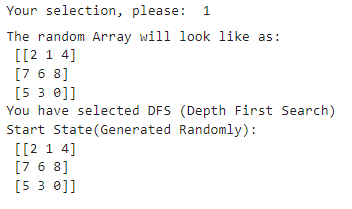 Your selection, please:  1
The random Array will look like as:
[[2 1 4]
[7 6 8]
[5 3 0]]
You have selected DFS (Depth First Search)
Start State(Generated Randomly):
[[2 1 4]
[7 6 8]
[5 3 0]]